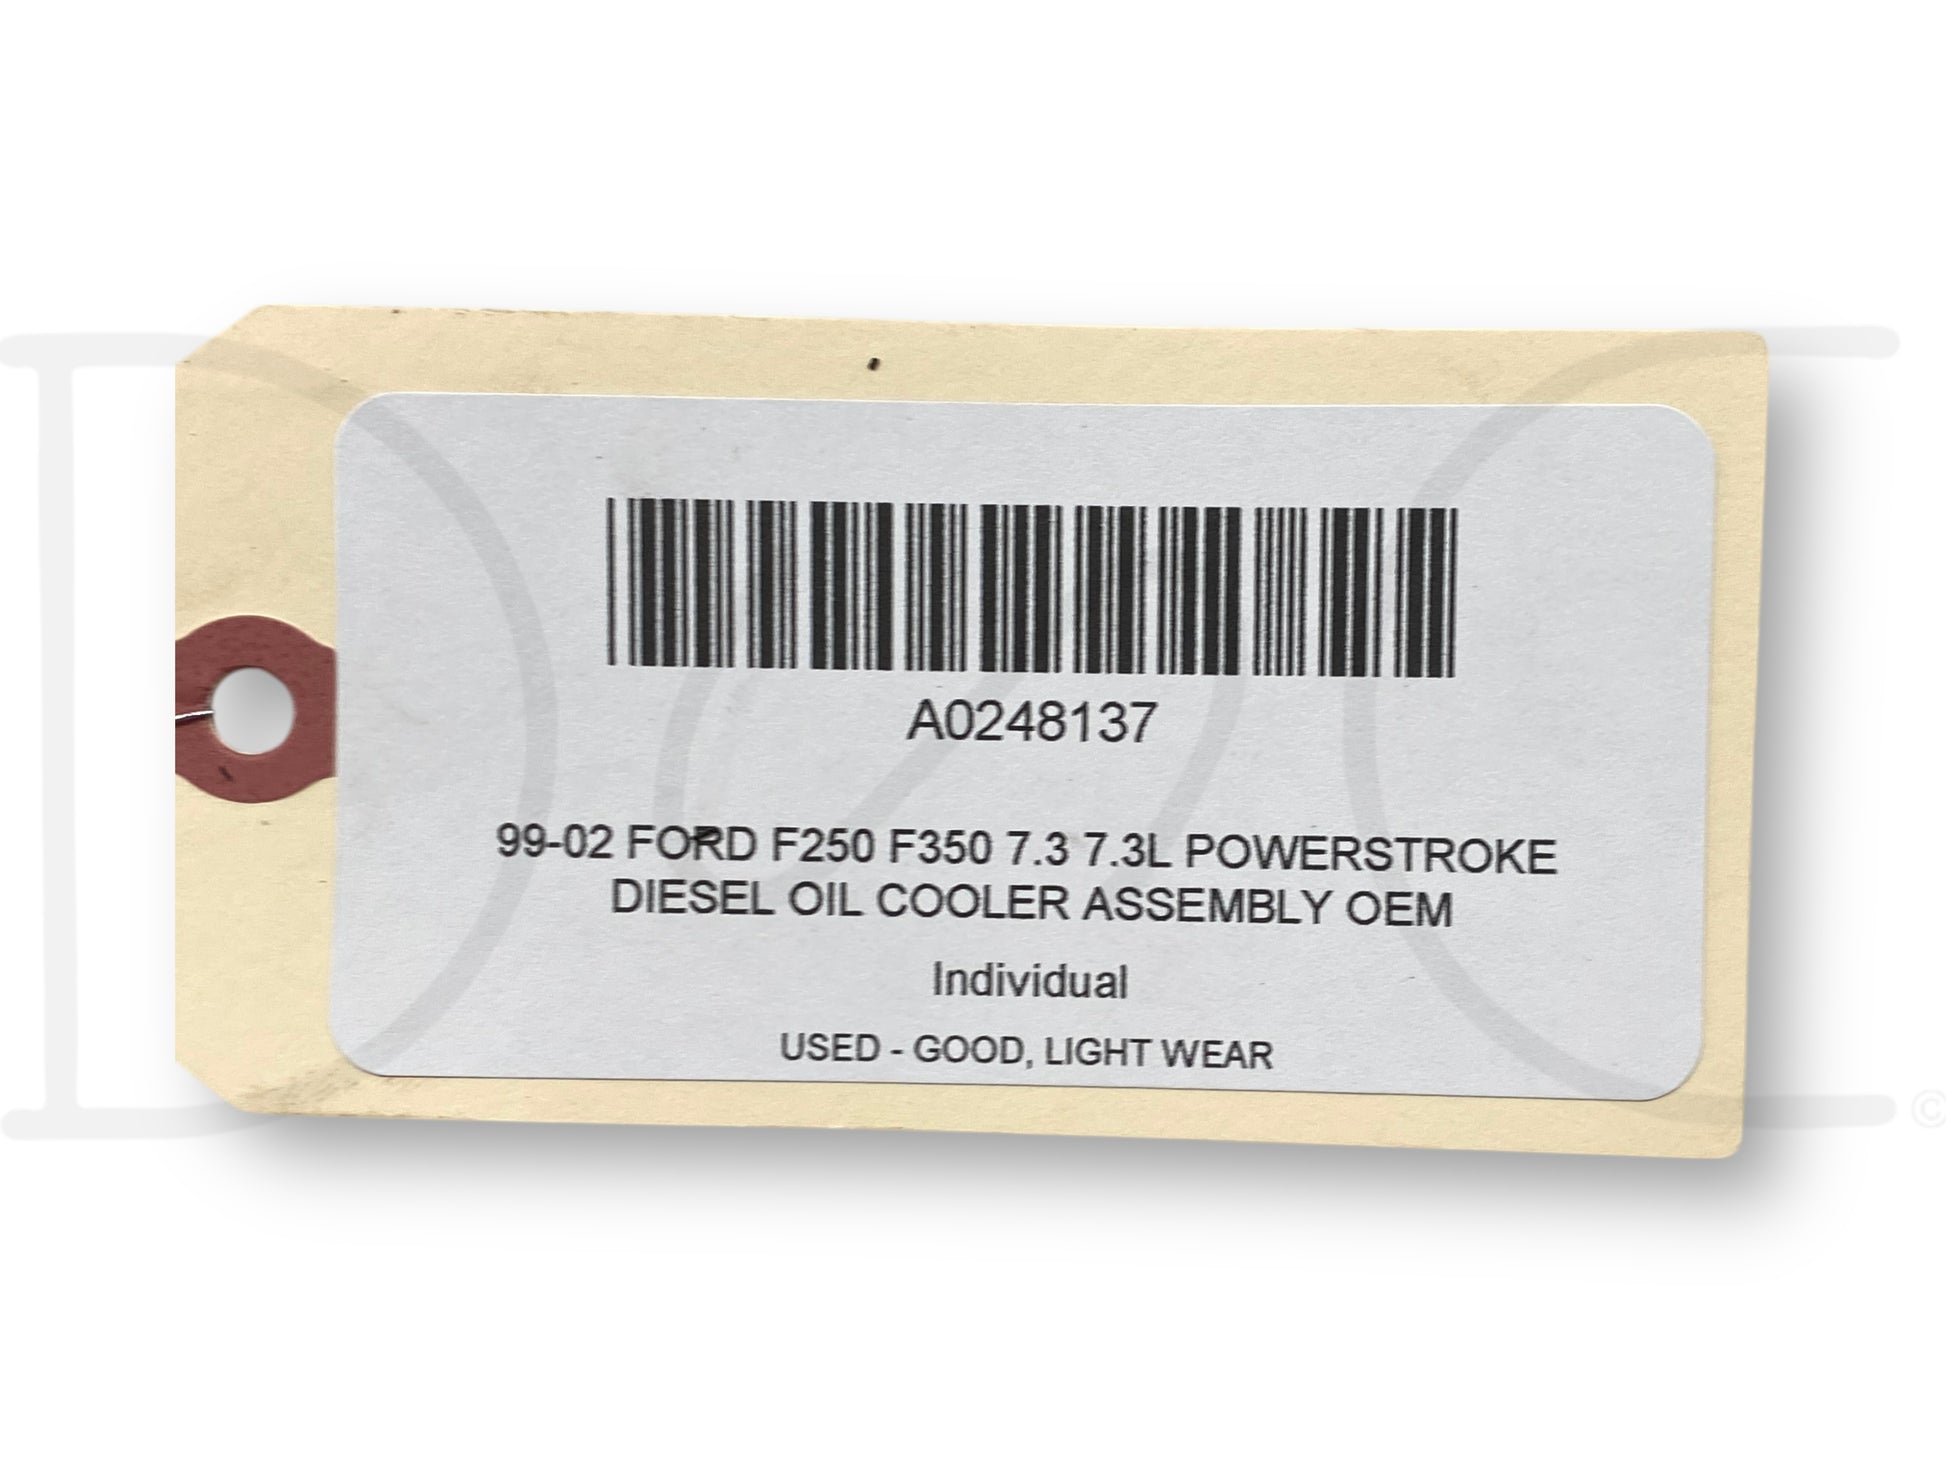 A0248137
99-02 FORD F250 F350 7.3 7.3L POWERSTROKE
DIESEL OIL COOLER ASSEMBLY OEM
Individual
USED - GOOD, LIGHT WEAR
©